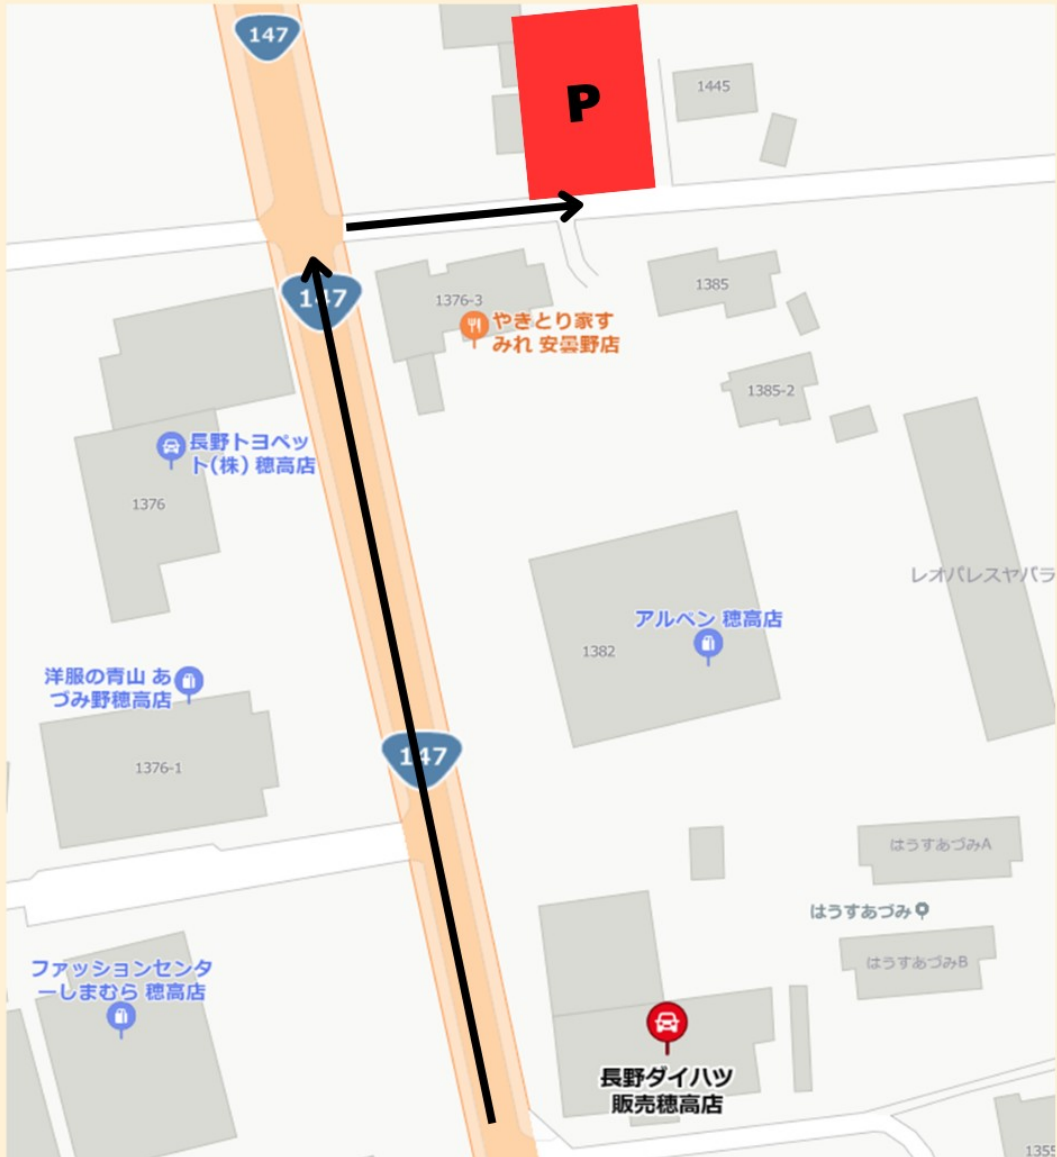 147
P
1445
147
1376-3
やきとり家す
みれ 安曇野店
1385
1385-2
長野トヨペッ
ト(株) 穂高店
1376
レオパレスヤバラ
アルペン 穂高店
1382
洋服の青山 あ
づみ野穂高店
1376-1
147
はうすあづみA
はうすあづみ
はうすあづみB
ファッションセンタ
ーしまむら 穂高店
長野ダイハツ
販売穂高店
1355